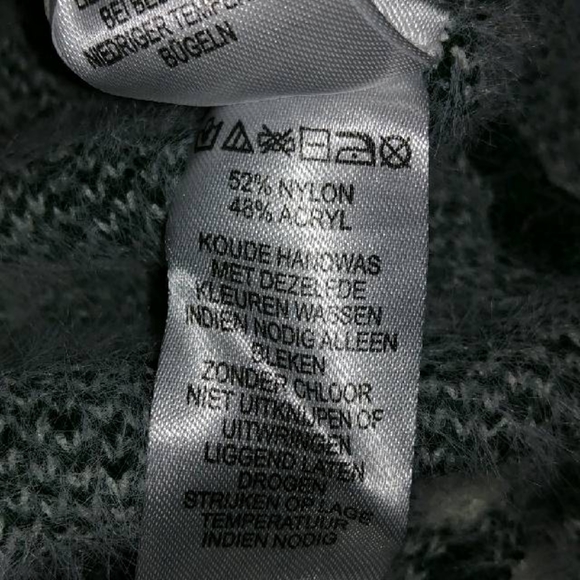 BEI BE
NIEDRIGER TEMPER
BÜGELN
52% NYLON
48% ACRYL
KOUDE HANDWAS
MET DEZELFDE
KLEUREN WASSEN
INDIEN NODIG ALLEEN
BLEKEN
ZONDER CHLOOR
NIET UITKNIJPEN OF
UITWRINGEN
LIGGEND LATEN
DROGEN
STRIJKEN OP LAGE
TEMPERATUUR
INDIEN NODIG